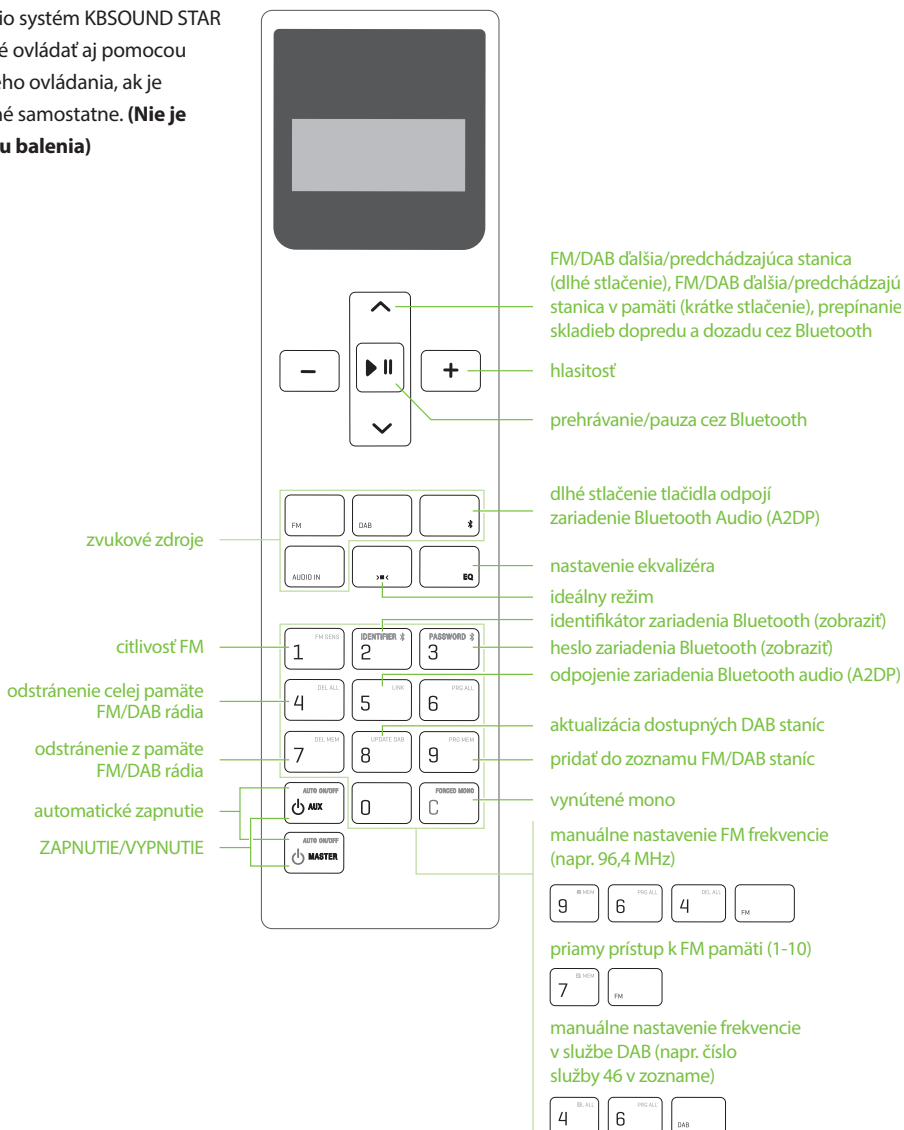 io systém KBSOUND STAR
é ovládať aj pomocou
ho ovládania, ak je
né samostatne. (Nie je
u balenia)
FM/DAB ďalšia/predchádzajúca stanica
(dlhé stlačenie), FM/DAB ďalšia/predchádzajú
stanica v pamäti (krátke stlačenie), prepínanie
skladieb dopredu a dozadu cez Bluetooth
hlasitosť
prehrávanie/pauza cez Bluetooth
dlhé stlačenie tlačidla odpojí
zariadenie Bluetooth Audio (A2DP)
zvukové zdroje
FM
DAB
AUDIO IN
EQ
nastavenie ekvalizéra
ideálny režim
identifikátor zariadenia Bluetooth (zobraziť)
heslo zariadenia Bluetooth (zobraziť)
odpojenie zariadenia Bluetooth audio (A2DP)
citlivosť FM
FM SENS
1
IDENTIFIER
2
PASSWORD
3
odstránenie celej pamäte
FM/DAB rádia
DEL ALL
4
LINK
5
PRG ALL
6
aktualizácia dostupných DAB staníc
odstránenie z pamäte
FM/DAB rádia
DEL MEM
7
UPDATE DAB
8
PRG MEM
9
pridať do zoznamu FM/DAB staníc
automatické zapnutie
AUTO ON/OFF
AUX
0
FORCED MONO
C
vynútené mono
ZAPNUTIE/VYPNUTIE
AUTO ON/OFF
MASTER
manuálne nastavenie FM frekvencie
(napr. 96,4 MHz)
MEM
9
PRG ALL
6
DEL ALL
4
FM
priamy prístup k FM pamäti (1-10)
MEM
7
FM
manuálne nastavenie frekvencie
v službe DAB (napr. číslo
služby 46 v zozname)
ALL
4
PRG ALL
6
DAB